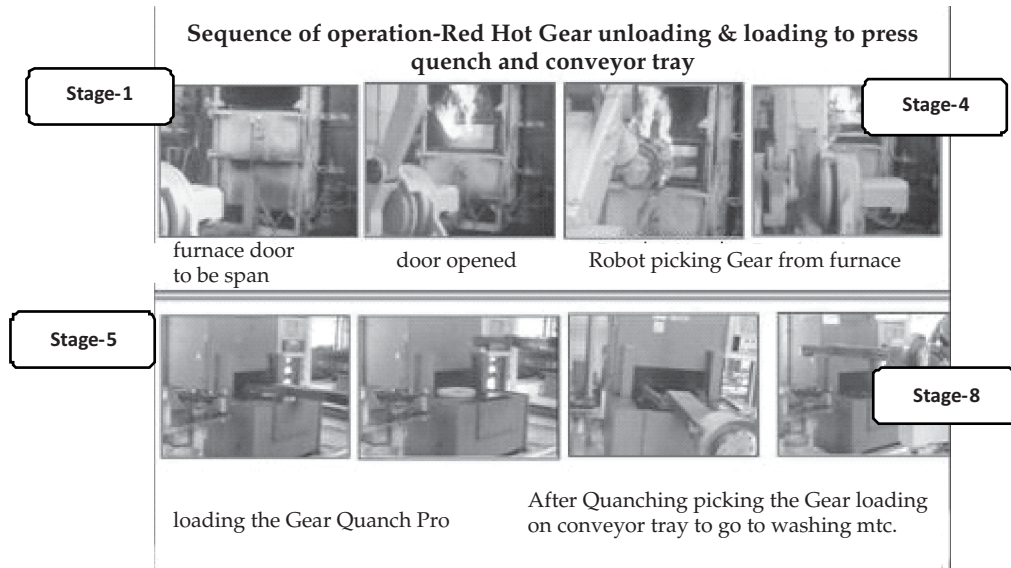 Sequence of operation-Red Hot Gear unloading & loading to press
quench and conveyor tray
Stage-1
Stage-4
furnace door
to be span
door opened
Robot picking Gear from furnace
Stage-5
Stage-8
loading the Gear Quanch Pro
After Quanching picking the Gear loading
on conveyor tray to go to washing mtc.